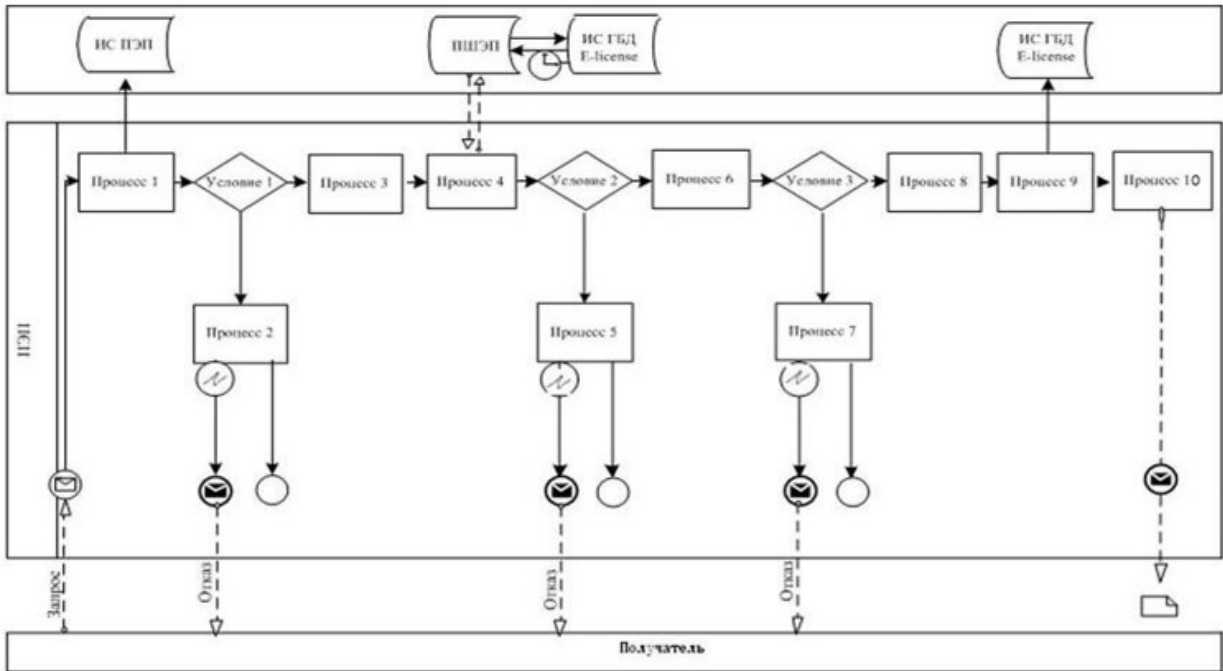 ИС ПЭП
ПШЭП
ИС ГБД
E-license
ИС ГБД
E-license
ПЭП
Процесс 1
Условие 1
Процесс 3
Процесс 4
Условие 2
Процесс 6
Условие 3
Процесс 8
Процесс 9
Процесс 10
Процесс 2
Процесс 5
Процесс 7
Запрос
Отказ
Отказ
Отказ
Получатель